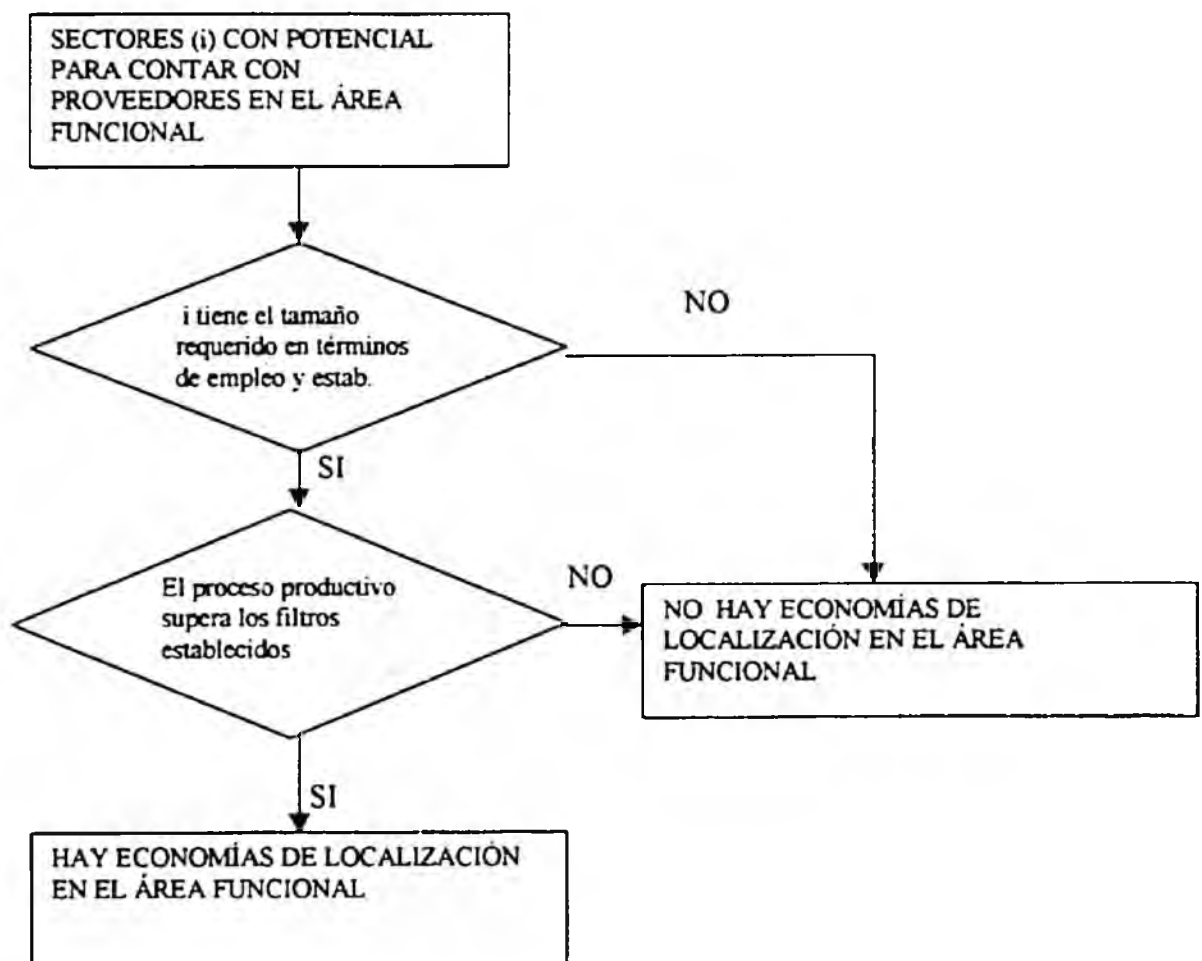 SECTORES (i) CON POTENCIAL
PARA CONTAR CON
PROVEEDORES EN EL ÁREA
FUNCIONAL
i tiene el tamaño
requerido en términos
de empleo y estab.
NO
SI
El proceso productivo
supera los filtros
establecidos
NO
NO HAY ECONOMÍAS DE
LOCALIZACIÓN EN EL ÁREA
FUNCIONAL
SI
HAY ECONOMÍAS DE LOCALIZACIÓN
EN EL ÁREA FUNCIONAL